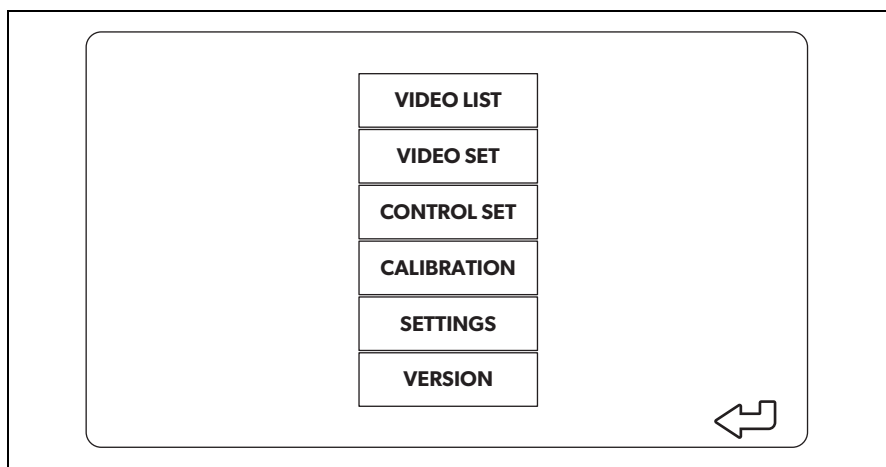 VIDEO LIST
VIDEO SET
CONTROL SET
CALIBRATION
SETTINGS
VERSION